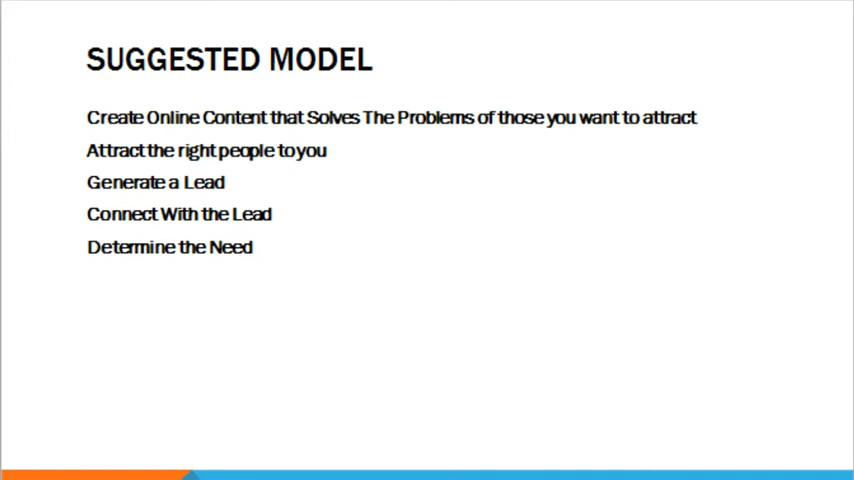 SUGGESTED MODEL
Create Online Content that Solves The Problems of those you want to attract
Attract the right people to you
Generate a Lead
Connect With the Lead
Determine the Need